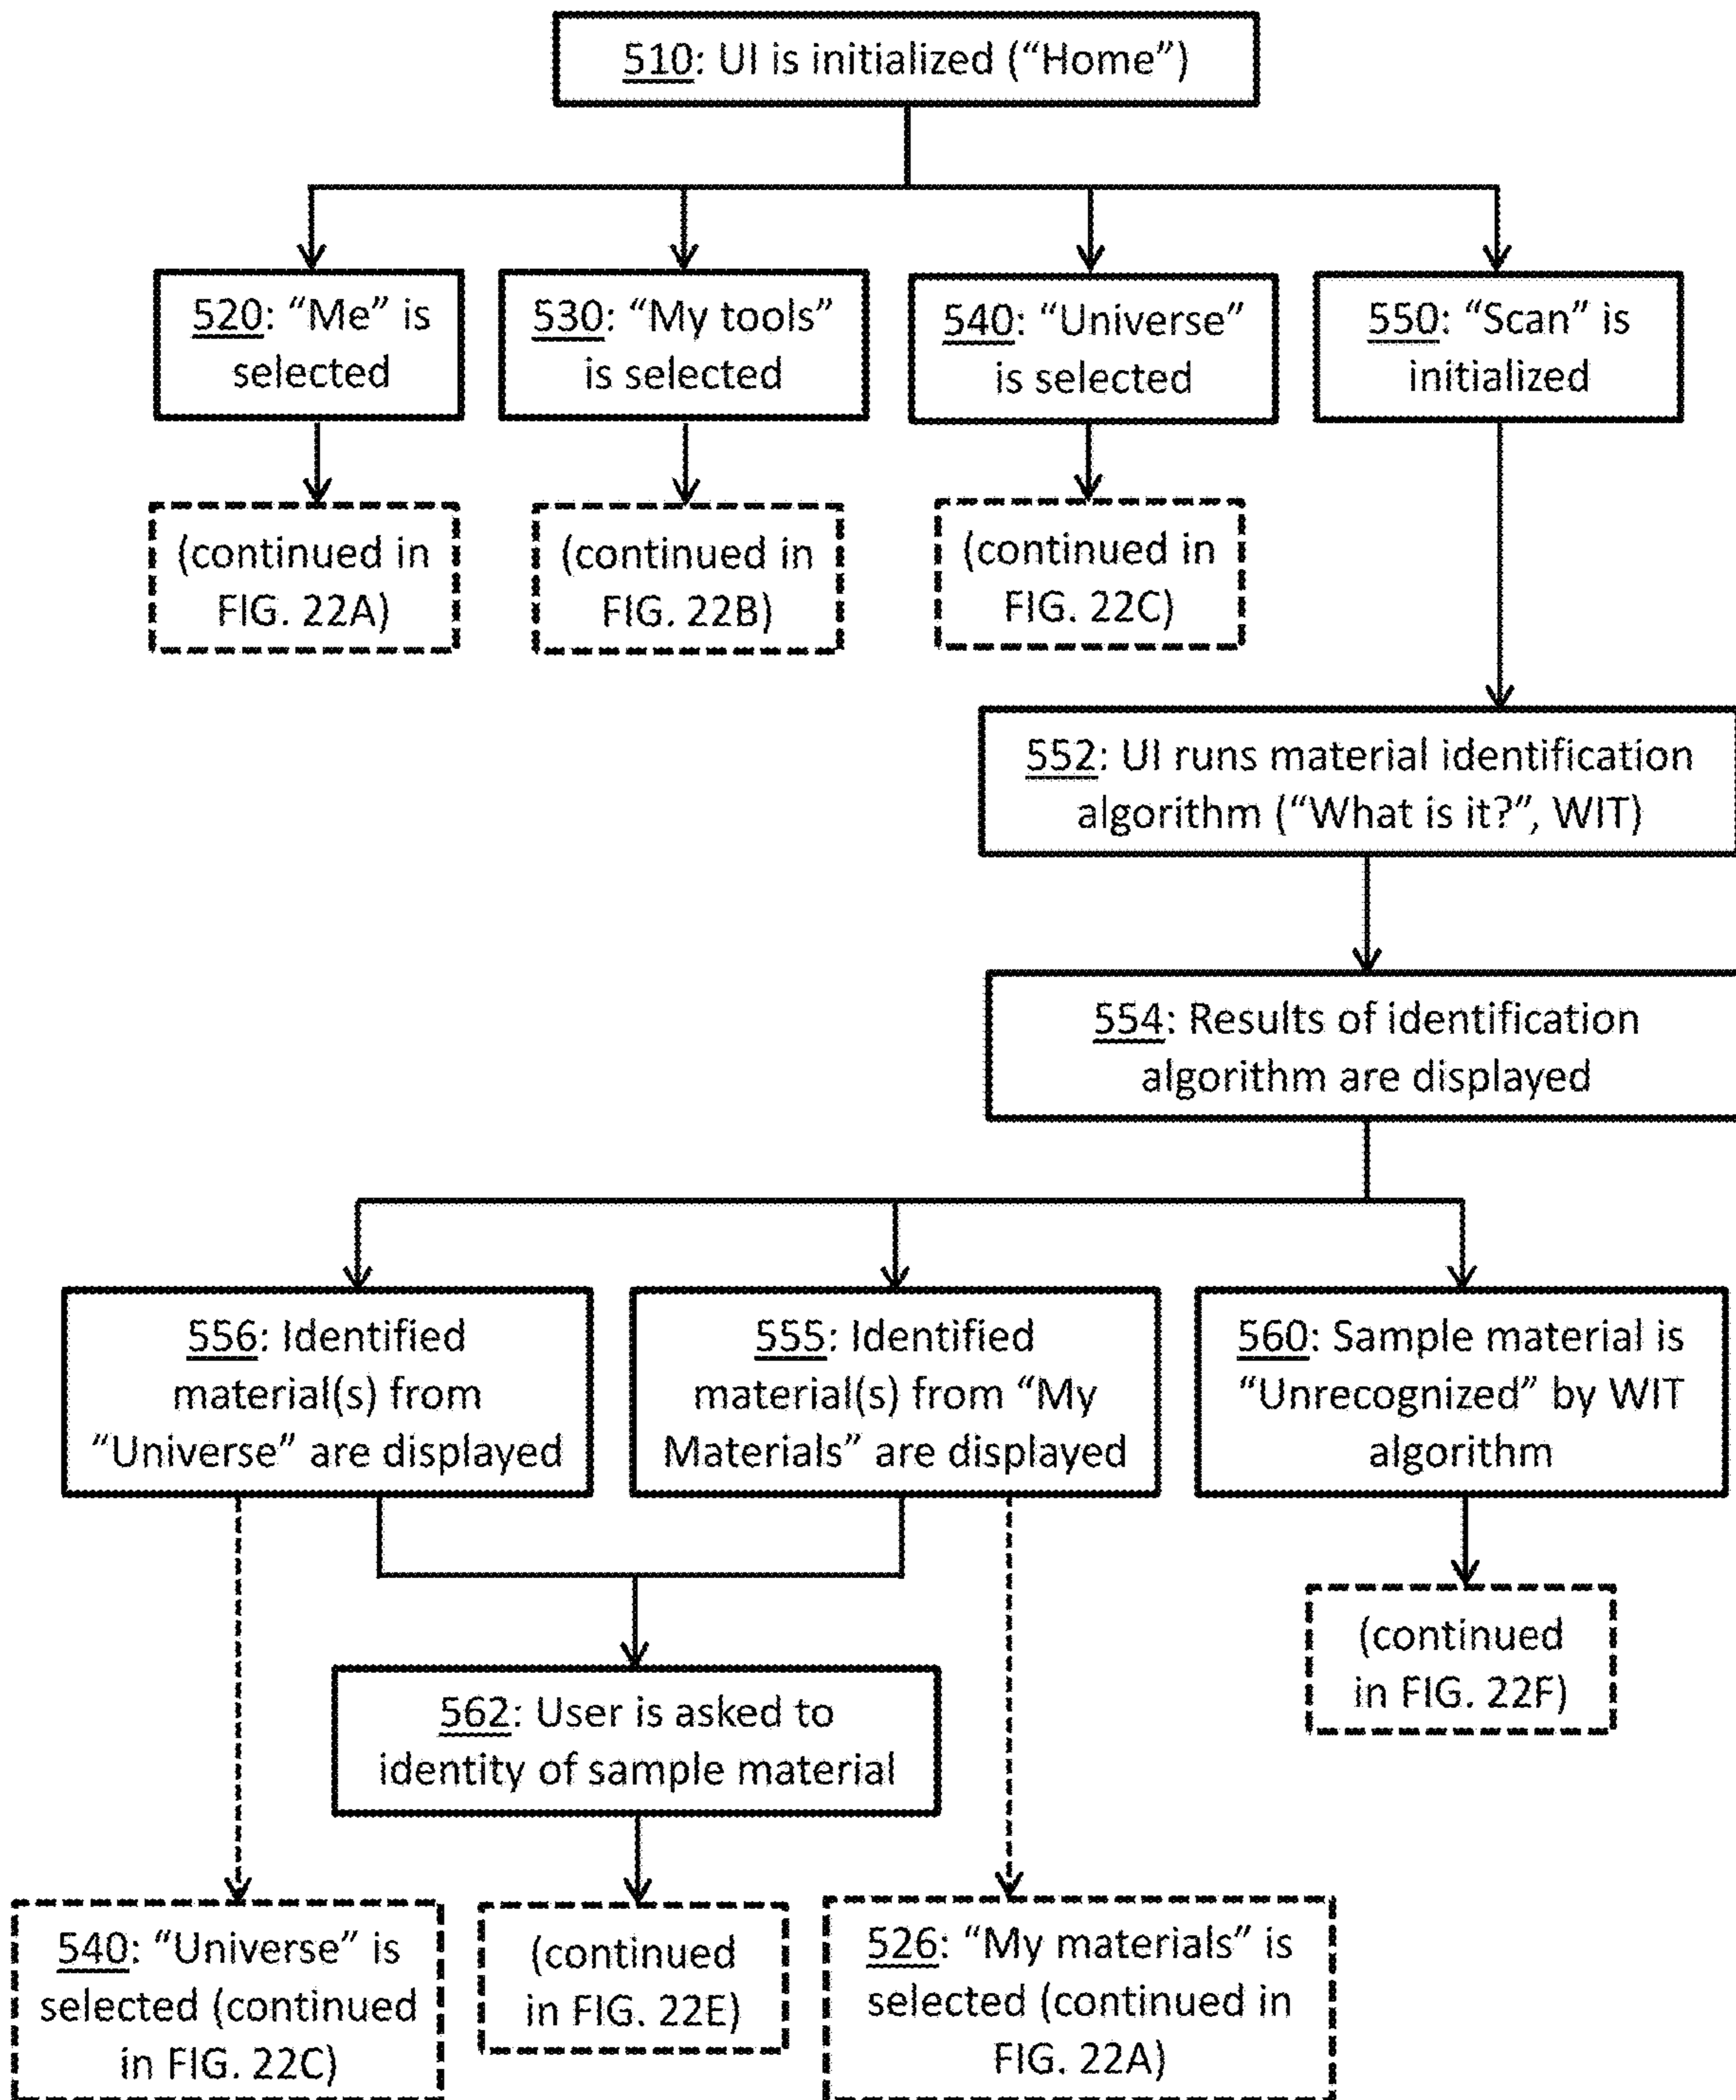 510: UI is initialized (“Home”)
520: “Me” is
selected
530: “My tools”
is selected
540: “Universe”
is selected
550: “Scan” is
initialized
(continued in
FIG. 22A)
(continued in
FIG. 22B)
(continued in
FIG. 22C)
552: UI runs material identification
algorithm (“What is it?”, WIT)
554: Results of identification
algorithm are displayed
556: Identified
material(s) from
“Universe” are displayed
555: Identified
material(s) from “My
Materials” are displayed
560: Sample material is
“Unrecognized” by WIT
algorithm
(continued
in FIG. 22F)
562: User is asked to
identity of sample material
540: “Universe” is
selected (continued
in FIG. 22C)
(continued
in FIG. 22E)
526: “My materials” is
selected (continued in
FIG. 22A)